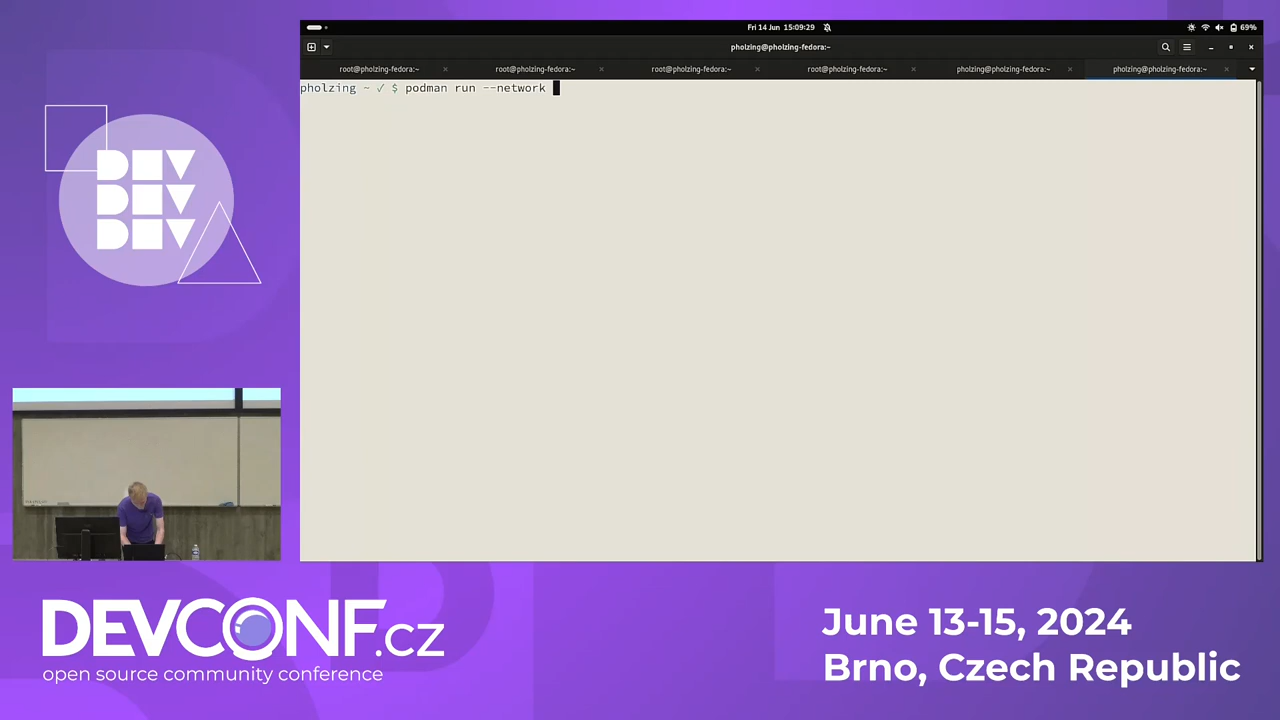 Fri 14 Jun 15:09:29
69%
pholzing@pholzing-fedora:~
root@pholzing-fedora:~
root@pholzing-fedora:~
root@pholzing-fedora:~
root@pholzing-fedora:~
pholzing@pholzing-fedora:~
pholzing@pholzing-fedora:~
pholzing ~ ✓ $ podman run --network
DEV
DEV
DEV
DEVCONF.cz
open source community conference
June 13-15, 2024
Brno, Czech Republic